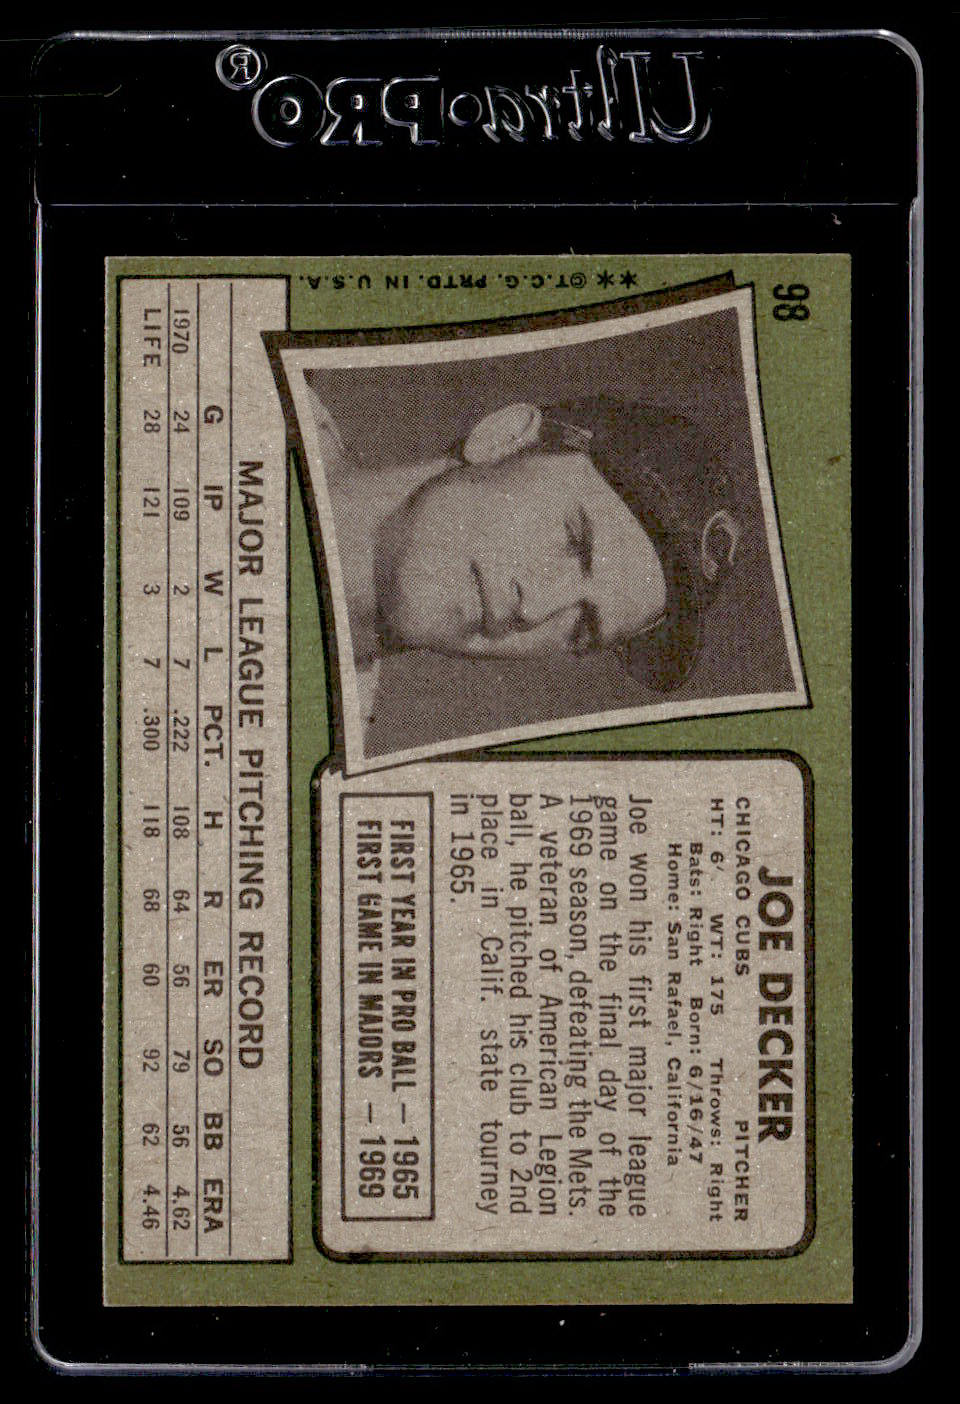 Ultra•PRO®
98
**©T.C.G. PRTD. IN U.S.A.
JOE DECKER
CHICAGO CUBS PITCHER
HT: 6' WT: 175 Throws: Right
Bats: Right Born: 6/16/47
Home: San Rafael, California
Joe won his first major league
game on the final day of the
1969 season, defeating the Mets.
A veteran of American Legion
ball, he pitched his club to 2nd
place in Calif. state tourney
in 1965.
FIRST YEAR IN PRO BALL — 1965
FIRST GAME IN MAJORS — 1969
MAJOR LEAGUE PITCHING RECORD
G IP W L PCT. H R ER SO BB ERA
1970 24 109 2 7 .222 108 64 56 79 56 4.62
LIFE 28 121 3 7 .300 118 68 60 92 62 4.46